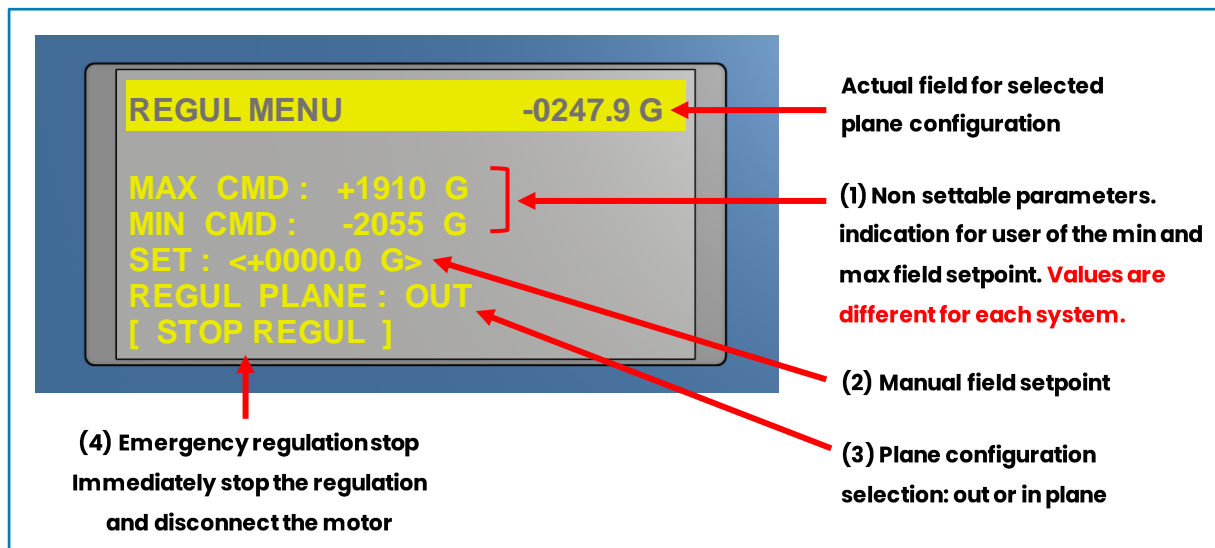 REGUL MENU -0247.9 G
MAX CMD : +1910 G
MIN CMD : -2055 G
SET : <+0000.0 G>
REGUL PLANE : OUT
[ STOP REGUL ]
Actual field for selected
plane configuration
(1) Non settable parameters.
indication for user of the min and
max field setpoint. Values are
different for each system.
(2) Manual field setpoint
(3) Plane configuration
selection: out or in plane
(4) Emergency regulation stop
Immediately stop the regulation
and disconnect the motor